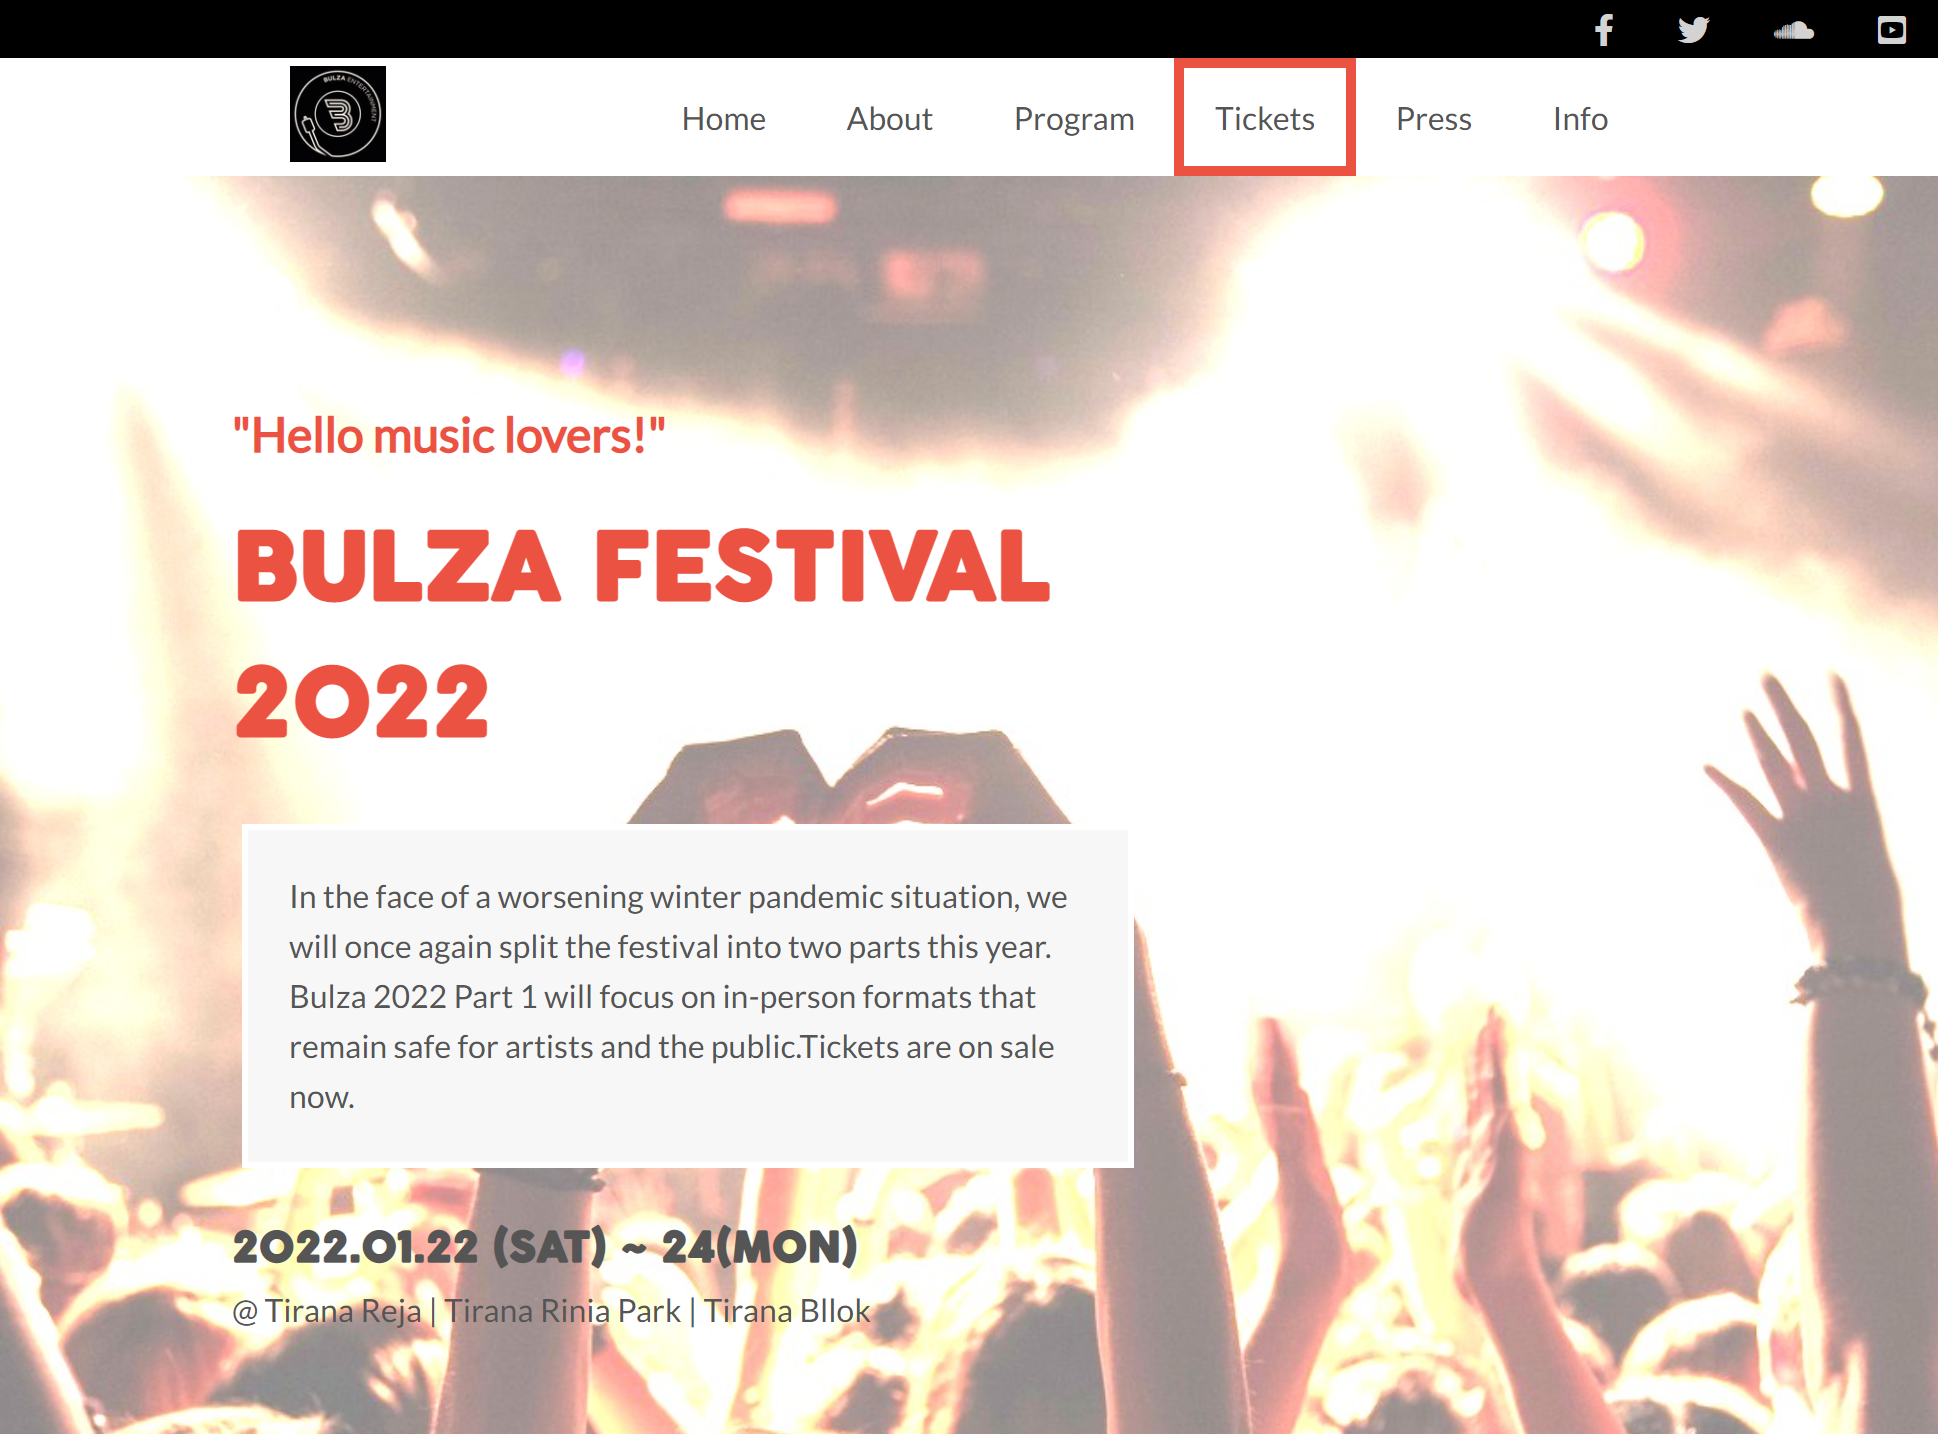 BULZA ENTERTAINMENT
B
Home About Program Tickets Press Info
"Hello music lovers!"
BULZA FESTIVAL
2022
In the face of a worsening winter pandemic situation, we
will once again split the festival into two parts this year.
Bulza 2022 Part 1 will focus on in-person formats that
remain safe for artists and the public.Tickets are on sale
now.
2022.01.22 (SAT) ~ 24(MON)
@ Tirana Reja | Tirana Rinia Park | Tirana Bllok